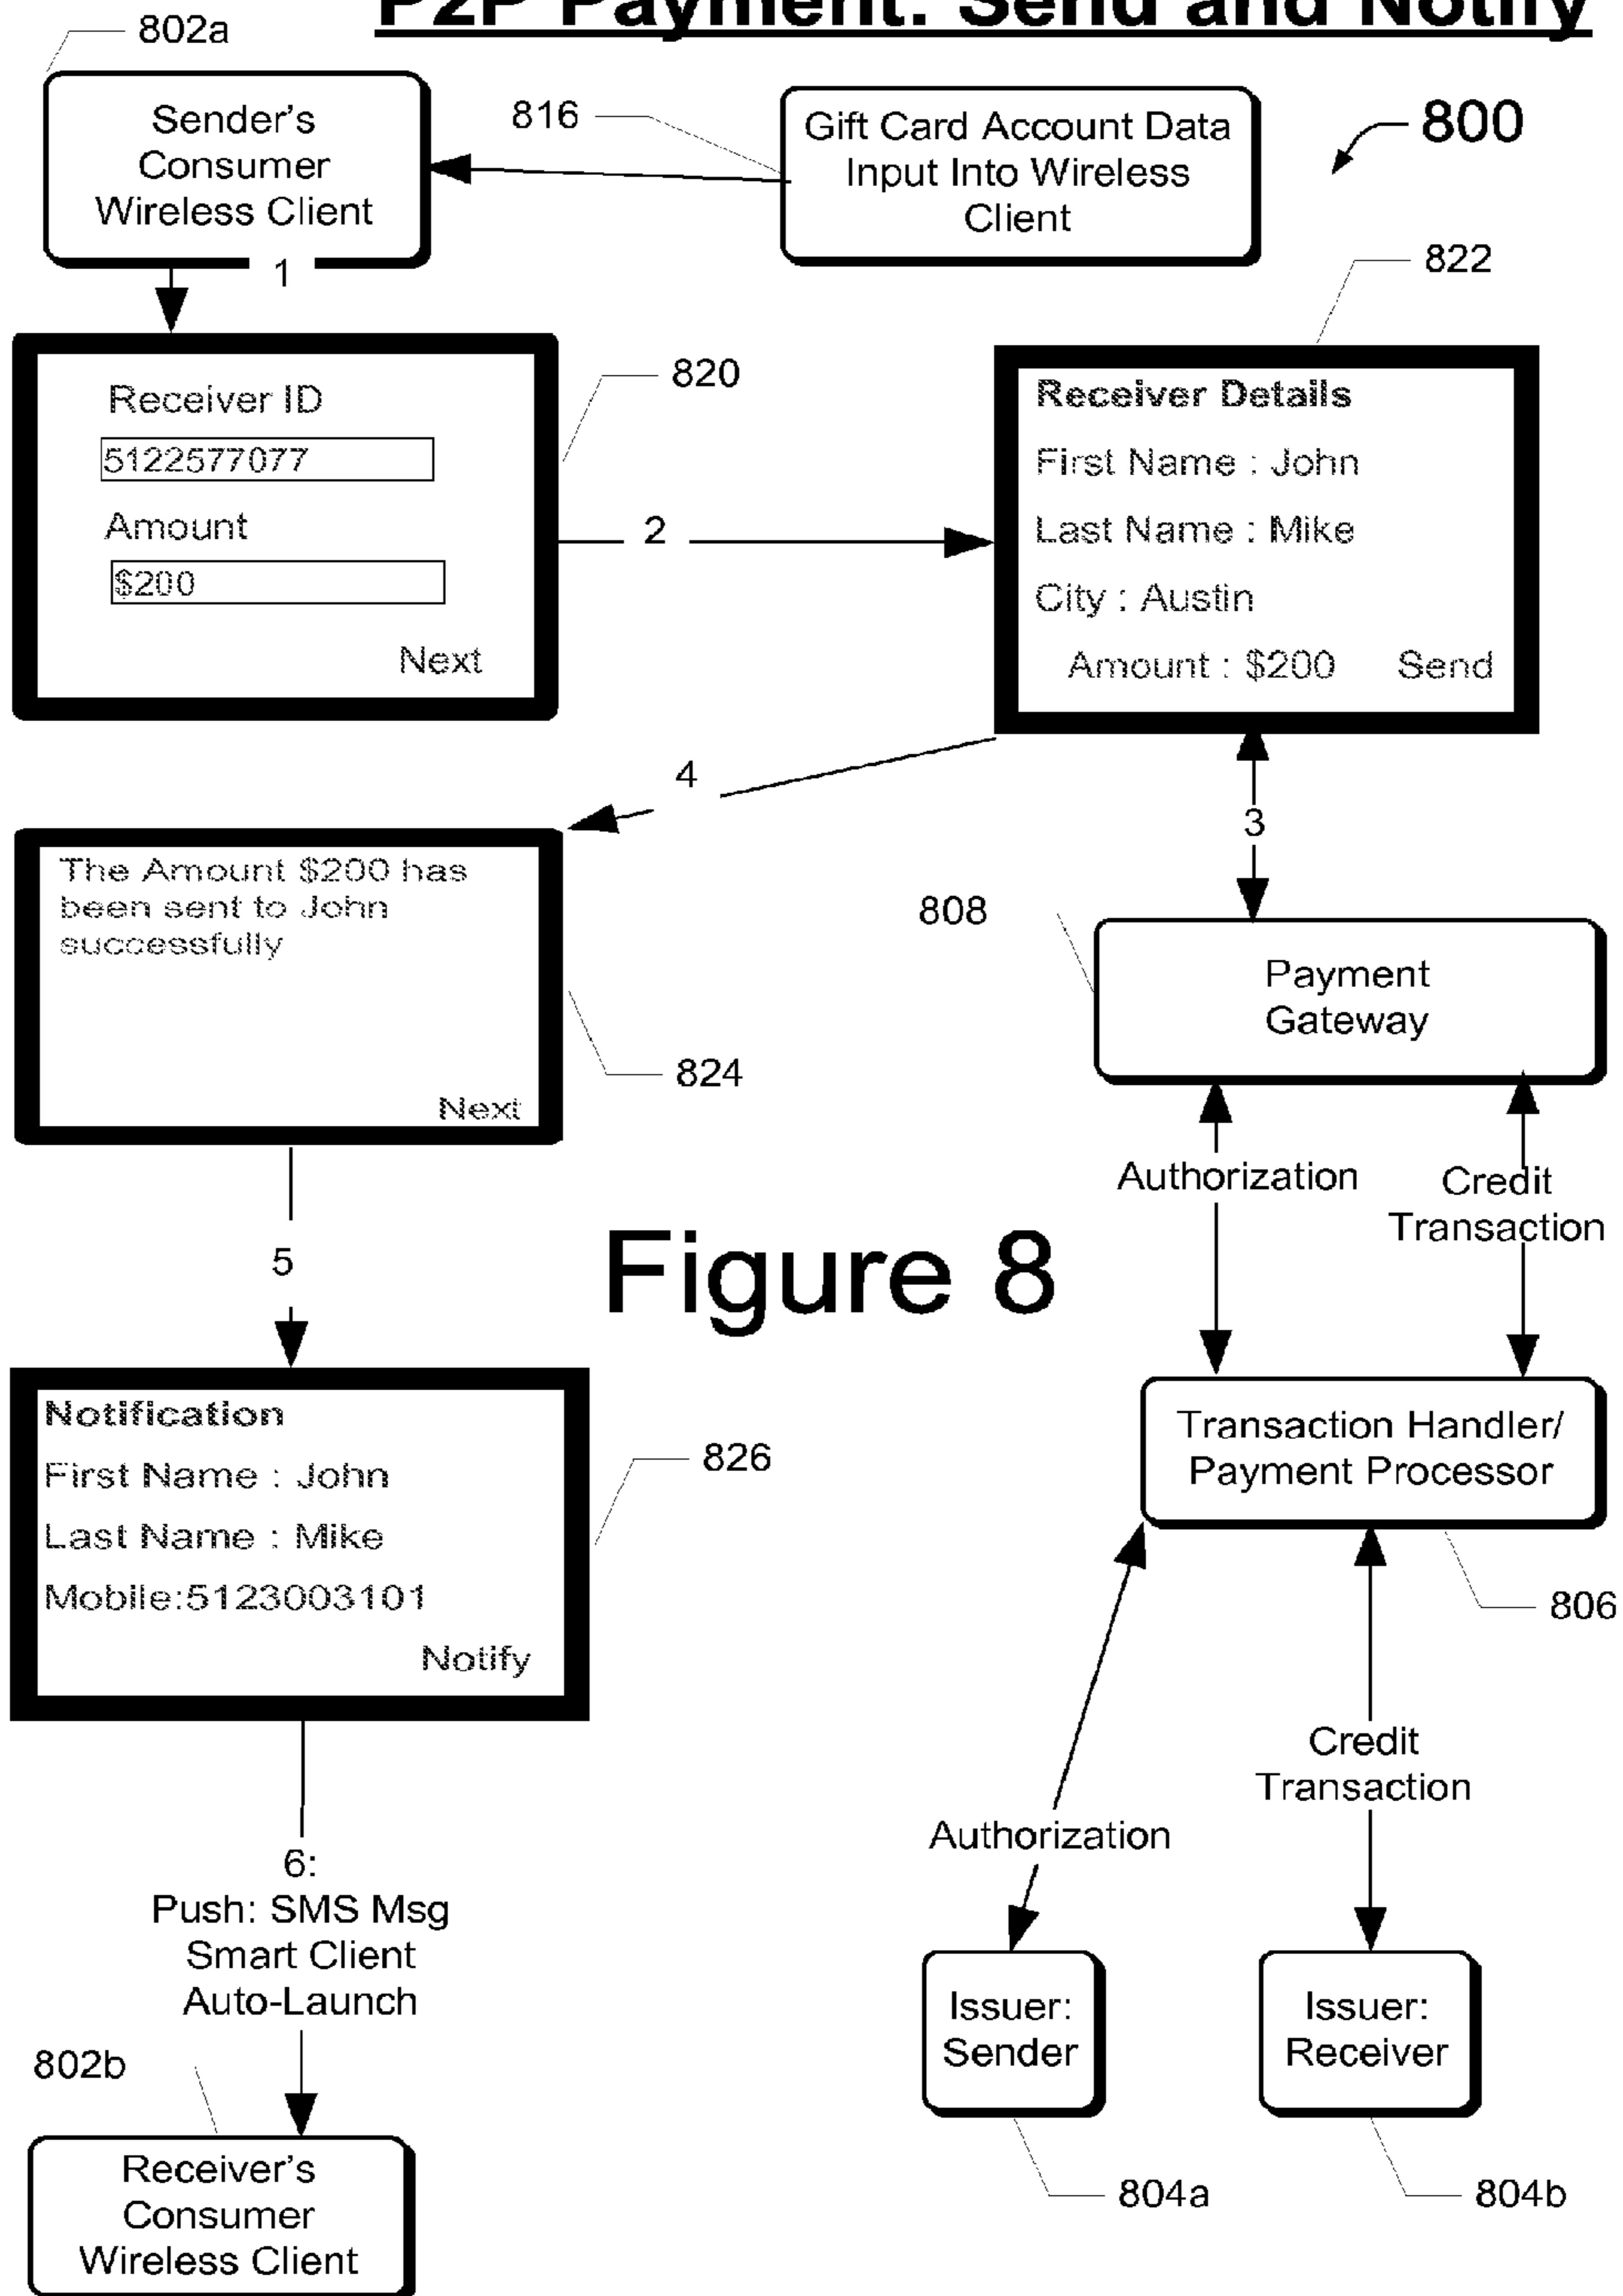 P2P Payment: Send and Notify
802a
Sender's
Consumer
Wireless Client
816
Gift Card Account Data
Input Into Wireless
Client
800
1
822
Receiver ID
5122577077
Amount
$200
Next
820
2
Receiver Details
First Name : John
Last Name : Mike
City : Austin
Amount : $200 Send
4
3
The Amount $200 has
been sent to John
successfully
Next
824
808
Payment
Gateway
Authorization
Credit
Transaction
5
Figure 8
Notification
First Name : John
Last Name : Mike
Mobile:5123003101
Notify
826
Transaction Handler/
Payment Processor
806
Credit
Transaction
Authorization
6:
Push: SMS Msg
Smart Client
Auto-Launch
802b
Receiver's
Consumer
Wireless Client
Issuer:
Sender
Issuer:
Receiver
804a
804b